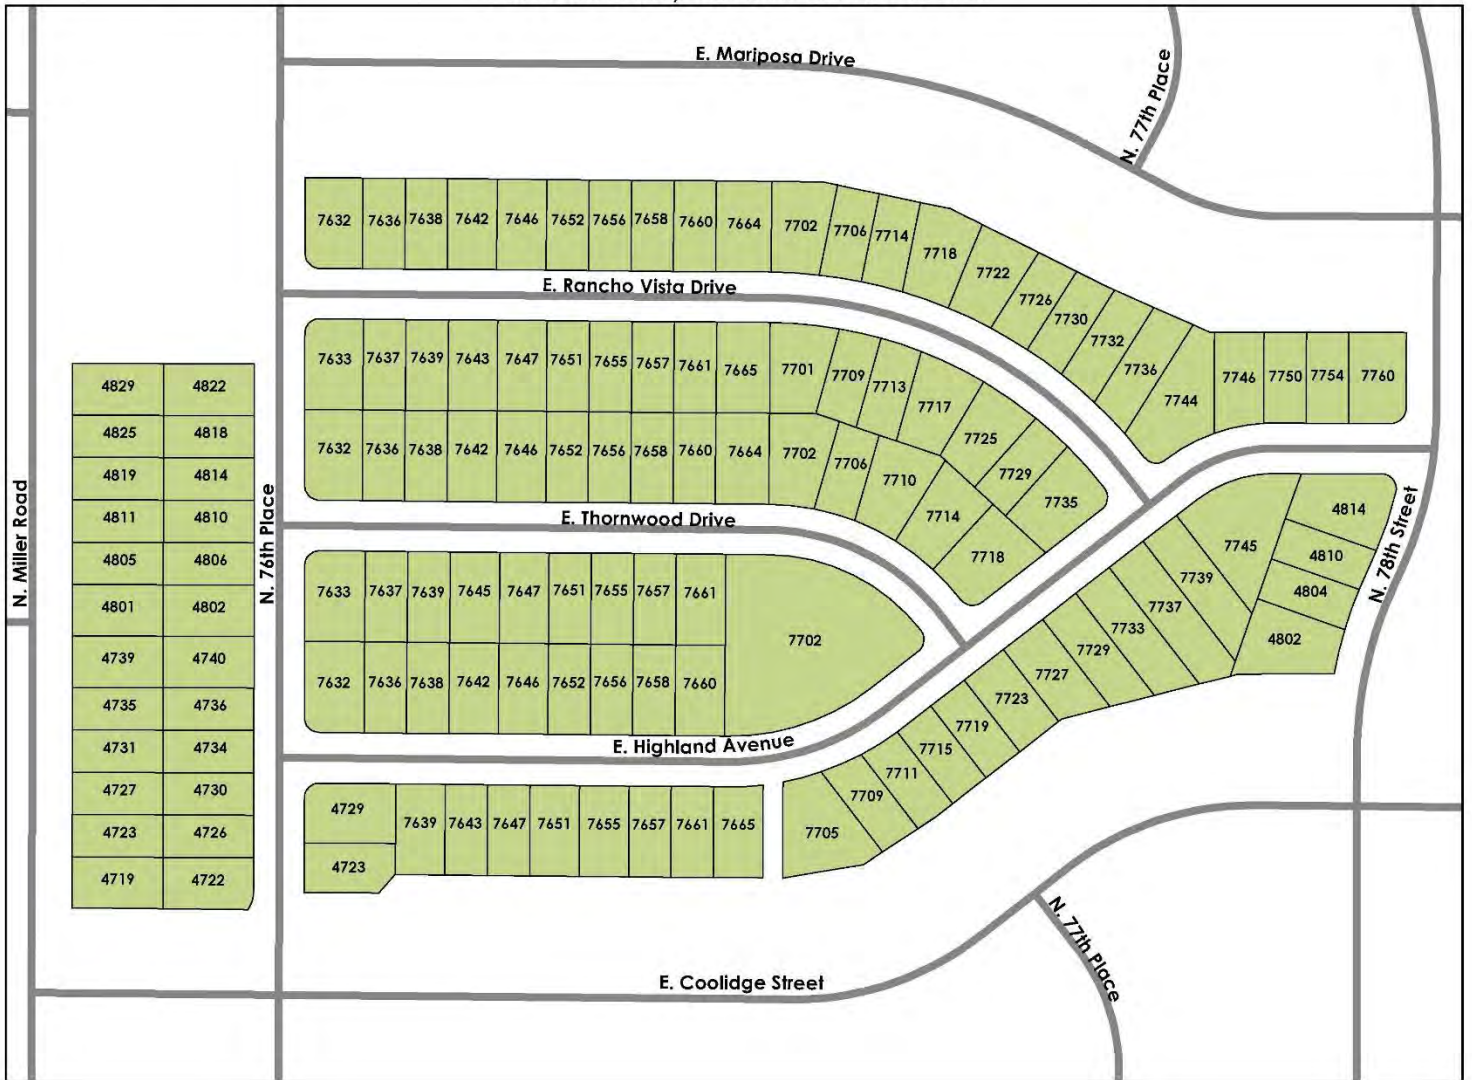 E. Mariposa Drive
N. 77th Place
7632 7636 7638 7642 7646 7652 7656 7658 7660 7664 7702 7706 7714 7718 7722 7726 7730 7732 7736 7744 7746 7750 7754 7760
E. Rancho Vista Drive
7633 7637 7639 7643 7647 7651 7655 7657 7661 7665 7701 7709 7713 7717 7725 7729 7735
7632 7636 7638 7642 7646 7652 7656 7658 7660 7664 7702 7706 7710 7714 7718
E. Thornwood Drive
7633 7637 7639 7645 7647 7651 7655 7657 7661 7702
7632 7636 7638 7642 7646 7652 7656 7658 7660
E. Highland Avenue
4729 7639 7643 7647 7651 7655 7657 7661 7665 7705 7709 7711 7715 7719 7723 7727 7729 7733 7737 7739 7745
4723
4814
4810
4804
4802
N. 78th Street
N. Miller Road
4829 4822
4825 4818
4819 4814
4811 4810
4805 4806
4801 4802
4739 4740
4735 4736
4731 4734
4727 4730
4723 4726
4719 4722
N. 76th Place
E. Coolidge Street
N. 77th Place